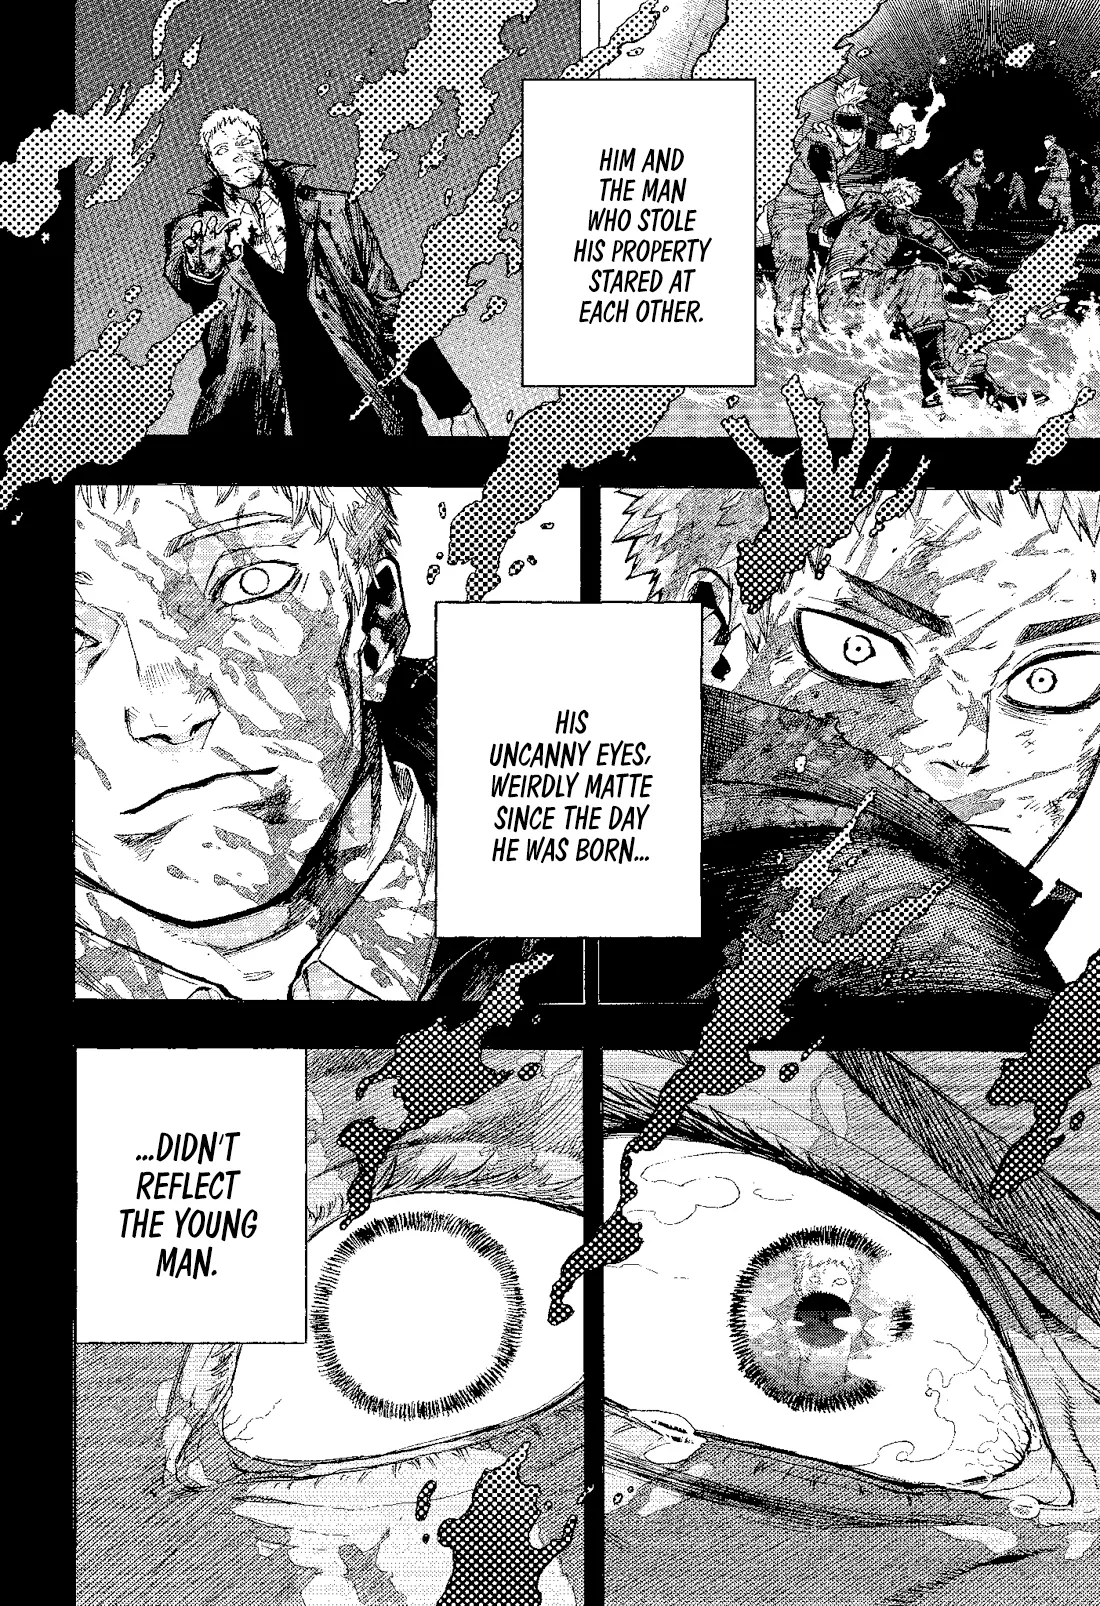 HIM AND
THE MAN
WHO STOLE
HIS PROPERTY
STARED AT
EACH OTHER.
HIS
UNCANNY EYES,
WEIRDLY MATTE
SINCE THE DAY
HE WAS BORN...
...DIDN'T
REFLECT
THE YOUNG
MAN.